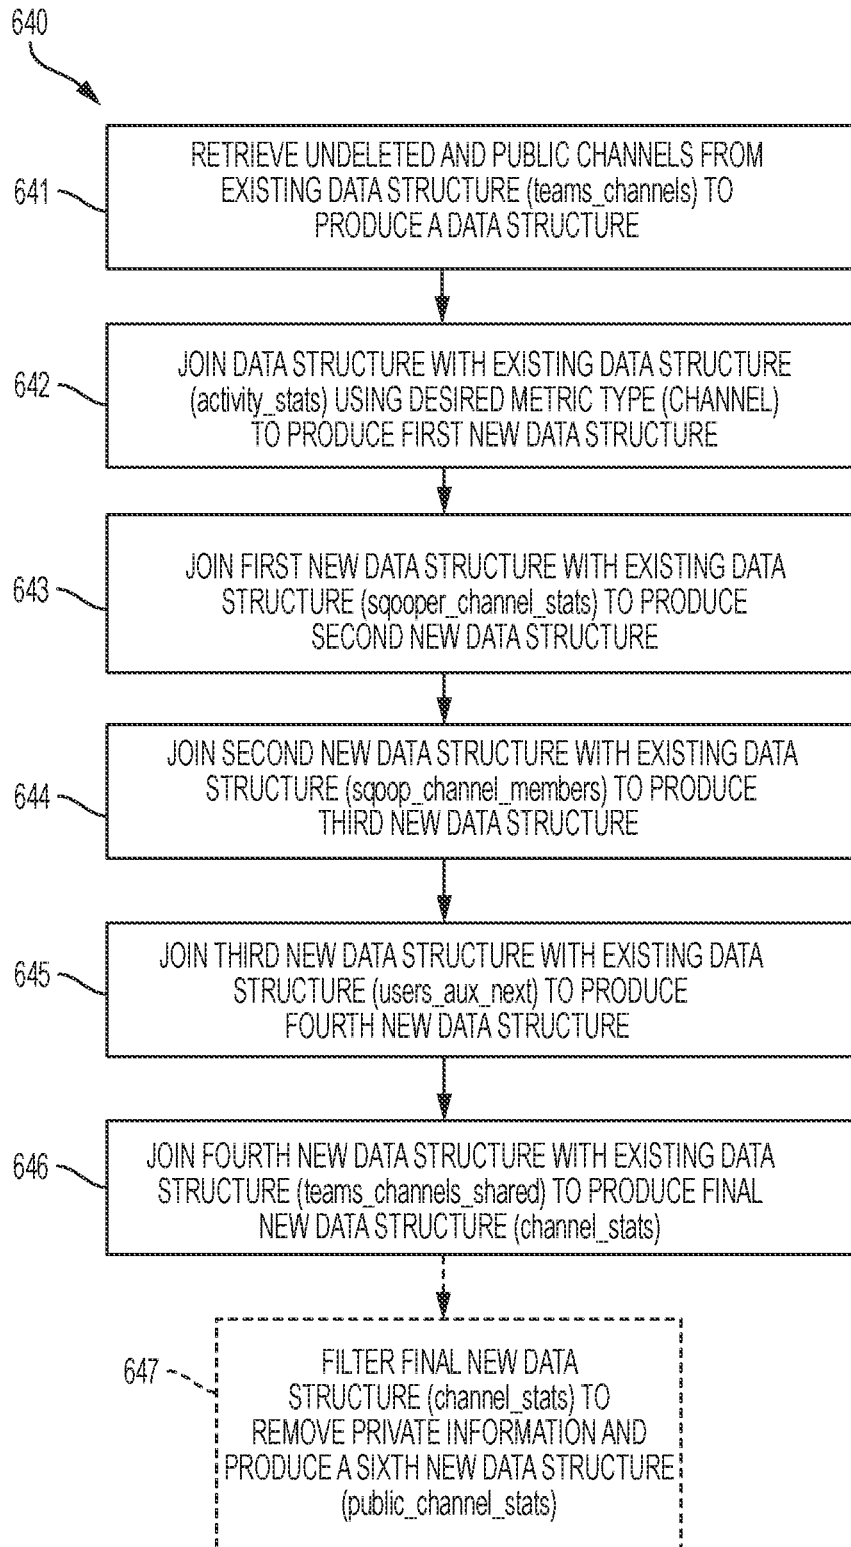 640
641
RETRIEVE UNDELETED AND PUBLIC CHANNELS FROM
EXISTING DATA STRUCTURE (teams_channels) TO
PRODUCE A DATA STRUCTURE
642
JOIN DATA STRUCTURE WITH EXISTING DATA STRUCTURE
(activity_stats) USING DESIRED METRIC TYPE (CHANNEL)
TO PRODUCE FIRST NEW DATA STRUCTURE
643
JOIN FIRST NEW DATA STRUCTURE WITH EXISTING DATA
STRUCTURE (sqooper_channel_stats) TO PRODUCE
SECOND NEW DATA STRUCTURE
644
JOIN SECOND NEW DATA STRUCTURE WITH EXISTING DATA
STRUCTURE (sqoop_channel_members) TO PRODUCE
THIRD NEW DATA STRUCTURE
645
JOIN THIRD NEW DATA STRUCTURE WITH EXISTING DATA
STRUCTURE (users_aux_next) TO PRODUCE
FOURTH NEW DATA STRUCTURE
646
JOIN FOURTH NEW DATA STRUCTURE WITH EXISTING DATA
STRUCTURE (teams_channels_shared) TO PRODUCE FINAL
NEW DATA STRUCTURE (channel_stats)
647
FILTER FINAL NEW DATA
STRUCTURE (channel_stats) TO
REMOVE PRIVATE INFORMATION AND
PRODUCE A SIXTH NEW DATA STRUCTURE
(public_channel_stats)